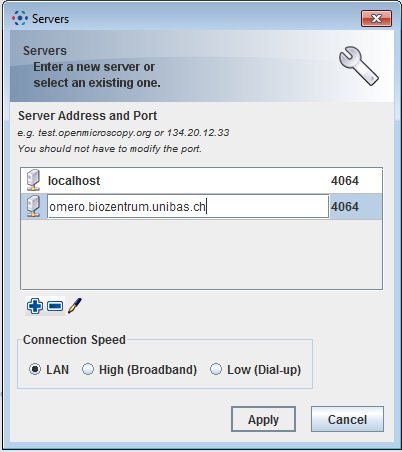 Servers
Servers
Enter a new server or
select an existing one.
Server Address and Port
e.g. test.openmicroscopy.org or 134.20.12.33
You should not have to modify the port.
localhost 4064
omero.biozentrum.unibas.ch 4064
Connection Speed
LAN High (Broadband) Low (Dial-up)
Apply Cancel